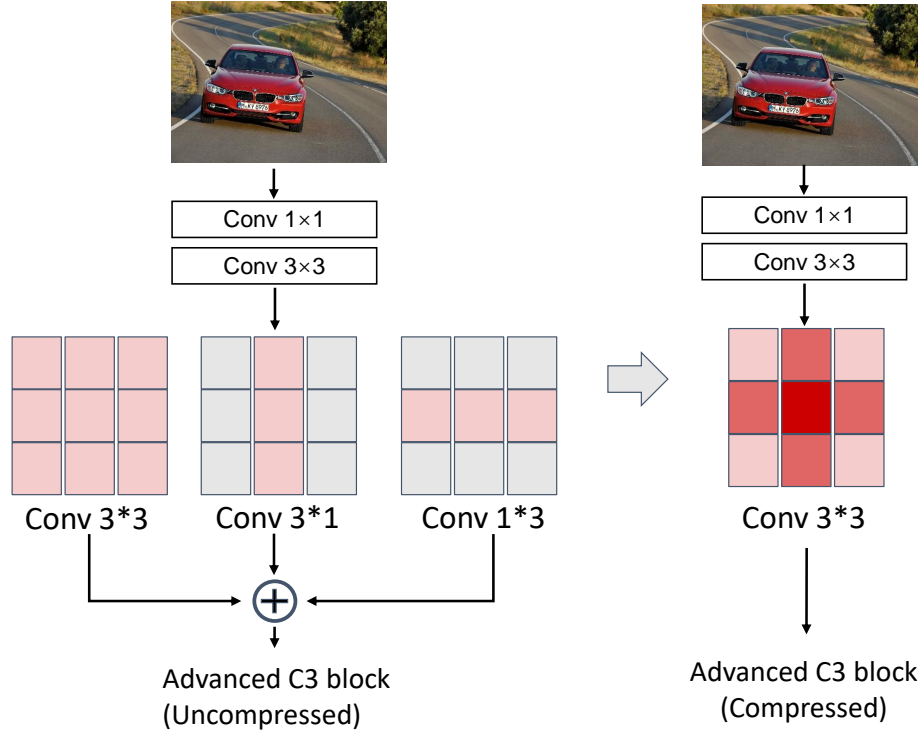 Conv 1×1
Conv 3×3
Conv 3*3
Conv 3*1
Conv 1*3
Advanced C3 block
(Uncompressed)
Conv 1×1
Conv 3×3
Conv 3*3
Advanced C3 block
(Compressed)